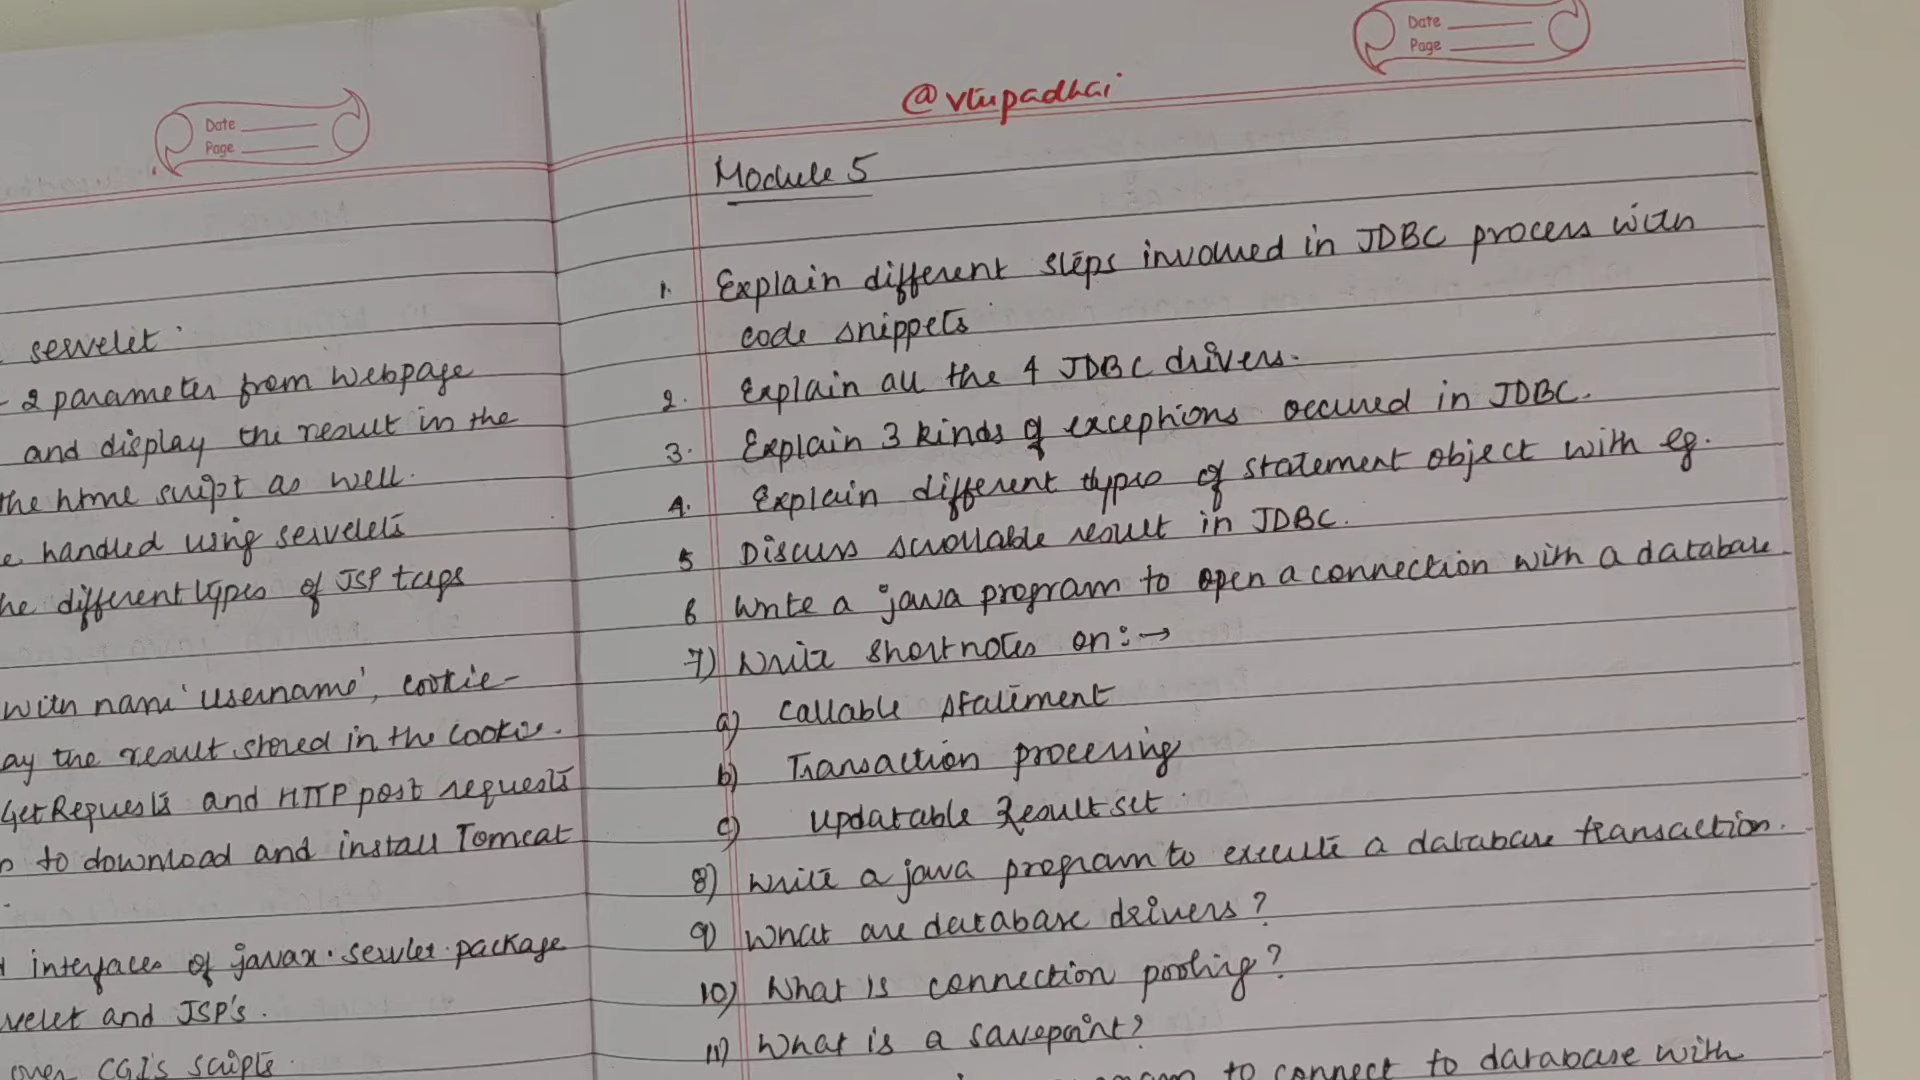 Date
Page
servelet.
2 parameter from webpage
and display the result in the
the html script as well.
handled using servelets
he different types of JSP tags
with name 'username', cookie-
ay the result stored in the cookie.
Get Requests and HTTP post requests
to download and install Tomcat
interfaces of javax.servlet.package
velet and JSP's.
over CGI's scripts.
Date
Page
@vtupadhai
Module 5
1. Explain different steps involved in JDBC process with
code snippets
2. Explain all the 4 JDBC drivers.
3. Explain 3 kinds of exceptions occured in JDBC.
4. Explain different types of statement object with eg.
5 Discuss scrollable result in JDBC.
6 Write a java program to open a connection with a database
7) Write shortnotes on:→
a) callable statement
b) Transaction processing
c) Updatable Result set.
8) Write a java program to execute a database transaction.
9) What are database drivers?
10) What is connection pooling?
11) What is a savepoint?
to connect to database with